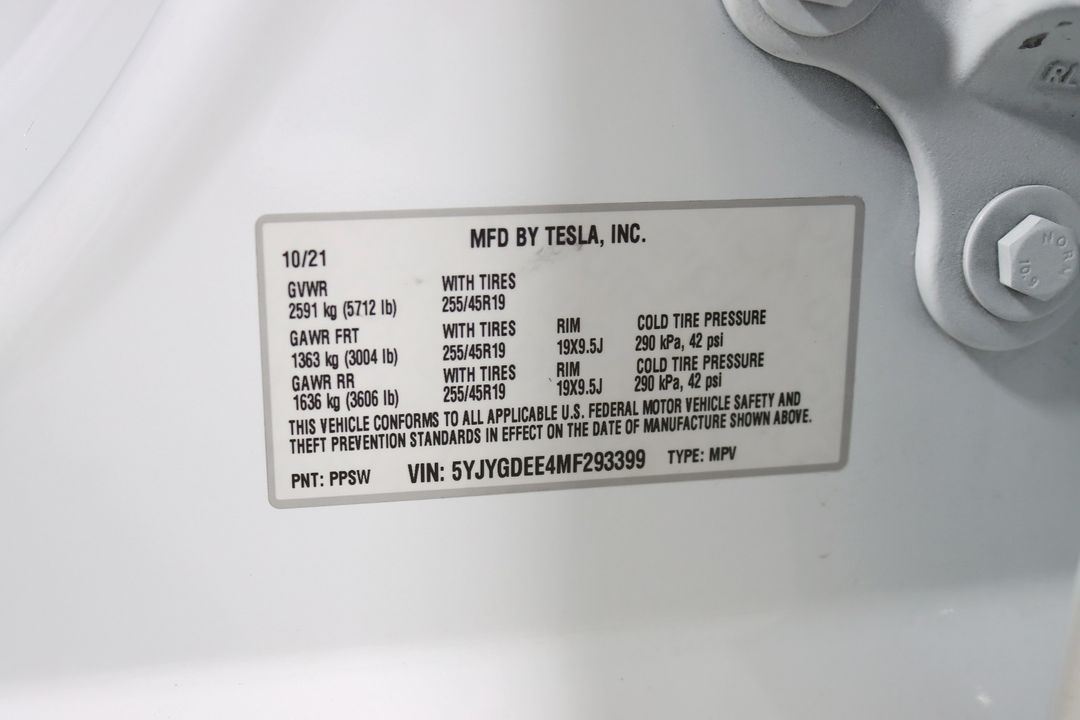 MFD BY TESLA, INC.
10/21
GVWR WITH TIRES
2591 kg (5712 lb) 255/45R19
GAWR FRT WITH TIRES RIM COLD TIRE PRESSURE
1363 kg (3004 lb) 255/45R19 19X9.5J 290 kPa, 42 psi
GAWR RR WITH TIRES RIM COLD TIRE PRESSURE
1636 kg (3606 lb) 255/45R19 19X9.5J 290 kPa, 42 psi
THIS VEHICLE CONFORMS TO ALL APPLICABLE U.S. FEDERAL MOTOR VEHICLE SAFETY AND
THEFT PREVENTION STANDARDS IN EFFECT ON THE DATE OF MANUFACTURE SHOWN ABOVE.
PNT: PPSW VIN: 5YJYGDEE4MF293399 TYPE: MPV
10.9